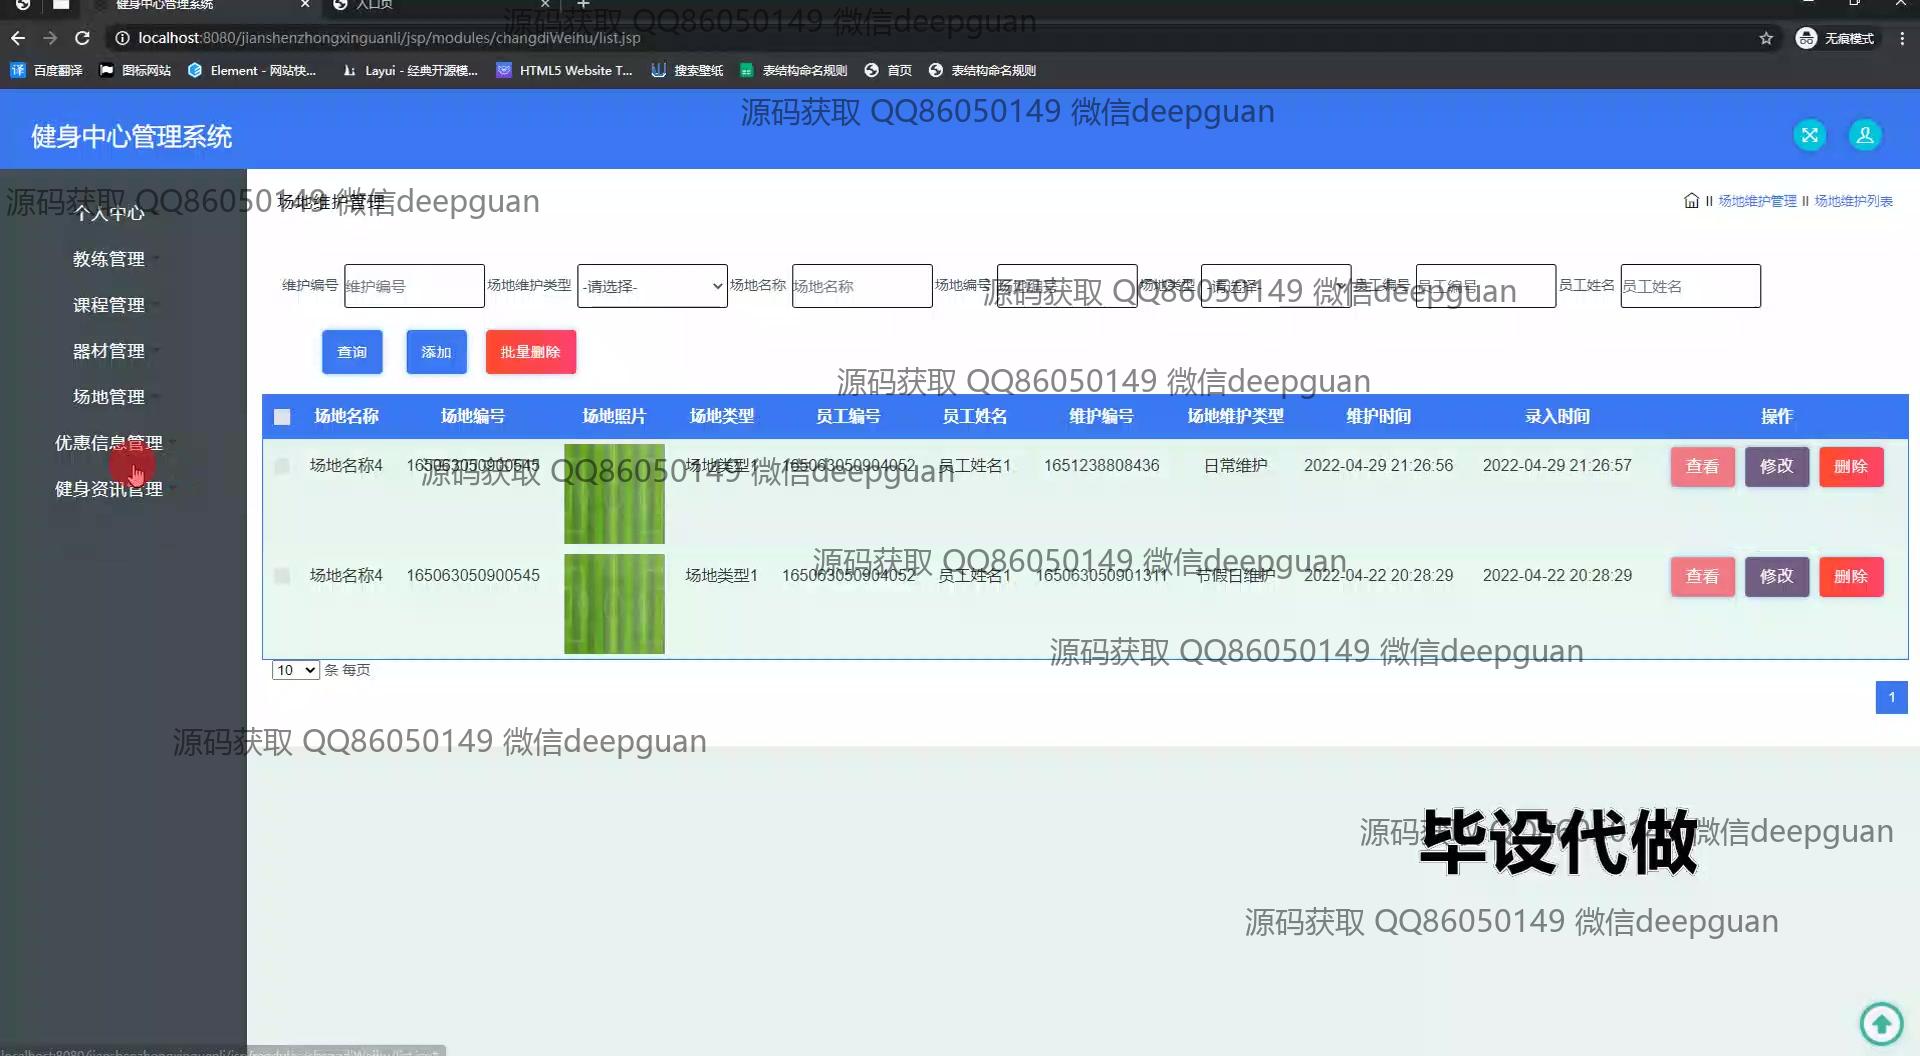 健身中心管理系统
入口页
源码获取 QQ86050149 微信deepguan
localhost:8080/jianshenzhongxinguanli/jsp/modules/changdiWeihu/list.jsp
无痕模式
百度翻译
图标网站
Element - 网站快...
Layui - 经典开源模...
HTML5 Website T...
搜索壁纸
表结构命名规则
首页
表结构命名规则
源码获取 QQ86050149 微信deepguan
健身中心管理系统
源码获取 QQ86050149 微信deepguan
个人中心
教练管理
课程管理
器材管理
场地管理
优惠信息管理
健身资讯管理
场地维护管理
场地维护管理 II 场地维护列表
维护编号 维护编号
场地维护类型 -请选择-
场地名称 场地名称
场地编号 场地编号
场地类型 -请选择-
员工编号 员工编号
员工姓名 员工姓名
源码获取 QQ86050149 微信deepguan
查询 添加 批量删除
源码获取 QQ86050149 微信deepguan
场地名称 场地编号 场地照片 场地类型 员工编号 员工姓名 维护编号 场地维护类型 维护时间 录入时间 操作
场地名称4 165063050900545 场地类型1 165063050904052 员工姓名1 1651238808436 日常维护 2022-04-29 21:26:56 2022-04-29 21:26:57 查看 修改 删除
源码获取 QQ86050149 微信deepguan
源码获取 QQ86050149 微信deepguan
场地名称4 165063050900545 场地类型1 165063050904052 员工姓名1 165063050901311 节假日维护 2022-04-22 20:28:29 2022-04-22 20:28:29 查看 修改 删除
源码获取 QQ86050149 微信deepguan
10 条 每页
1
源码获取 QQ86050149 微信deepguan
源码获取 QQ86050149 微信deepguan
毕设代做
源码获取 QQ86050149 微信deepguan